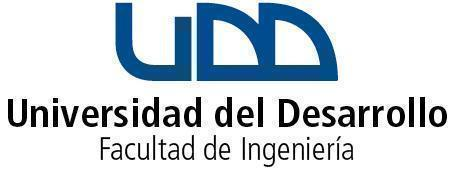 UDD
Universidad del Desarrollo
Facultad de Ingeniería